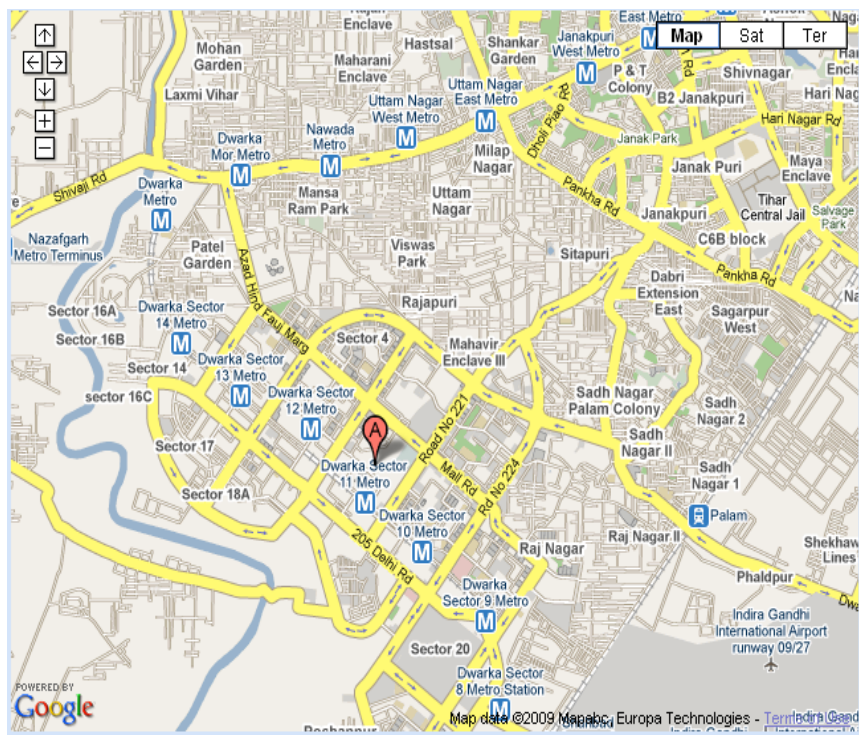 Rajan
Enclave
Mohan
Garden
Hastsal
Maharani
Enclave
Shankar
Garden
Janakpuri
West Metro
East Metro
Map
Sat
Ter
Laxmi Vihar
Uttam Nagar
West Metro
Uttam Nagar
East Metro
P & T
Colony
B2 Janakpuri
Shivnagar
Hari Nag
Hari Nagar Rd
Nawada
Metro
Dwarka
Mor Metro
Dholi Piao Rd
Janak Park
Milap
Nagar
Janak Puri
Maya
Enclave
Shivaji Rd
Dwarka
Metro
Mansa
Ram Park
Uttam
Nagar
Pankha Rd
Tihar
Central Jail
Salvage
Park
Janakpuri
Nazafgarh
Metro Terminus
Patel
Garden
Viswas
Park
Sitapuri
C6B block
Pankha Rd
Azad Hind Fauj Marg
Dabri
Extension
East
Rajapuri
Sagarpur
West
Sector 16A
Dwarka Sector
14 Metro
Sector 16B
Sector 4
Mahavir
Enclave III
Sector 14
Dwarka Sector
13 Metro
sector 16C
Dwarka Sector
12 Metro
Sadh Nagar
Palam Colony
Sadh
Nagar 2
Road No 221
A
Sector 17
Sadh
Nagar II
Dwarka Sector
11 Metro
Mall Rd
Rd No 224
Sadh
Nagar 1
Sector 18A
Dwarka Sector
10 Metro
Palam
205 Delhi Rd
Raj Nagar
Raj Nagar II
Shekhaw
Lines
Phaldpur
Dwa
Dwarka
Sector 9 Metro
Indira Gandhi
International Airport
runway 09/27
Sector 20
Dwarka Sector
8 Metro Station
POWERED BY
Google
Map data ©2009 Mapabc, Europa Technologies - Terms of Use